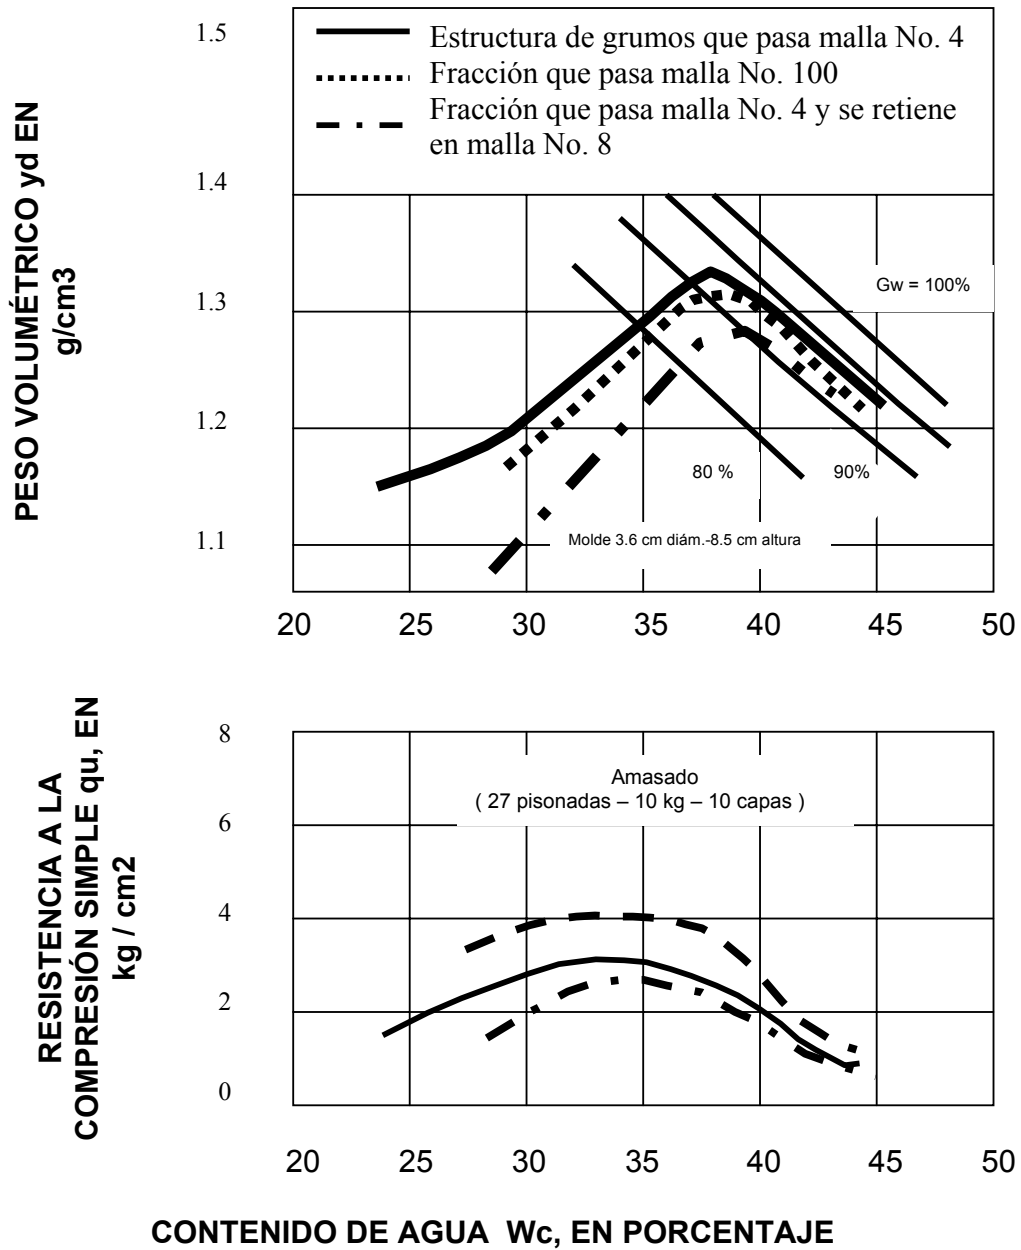 1.5
Estructura de grumos que pasa malla No. 4
Fracción que pasa malla No. 100
Fracción que pasa malla No. 4 y se retiene
en malla No. 8
PESO VOLUMÉTRICO yd EN
g/cm3
1.4
1.3
1.2
1.1
Gw = 100%
80 %
90%
Molde 3.6 cm diám.-8.5 cm altura
20 25 30 35 40 45 50
RESISTENCIA A LA
COMPRESIÓN SIMPLE qu, EN
kg / cm2
8
6
4
2
0
Amasado
( 27 pisonadas – 10 kg – 10 capas )
20 25 30 35 40 45 50
CONTENIDO DE AGUA Wc, EN PORCENTAJE